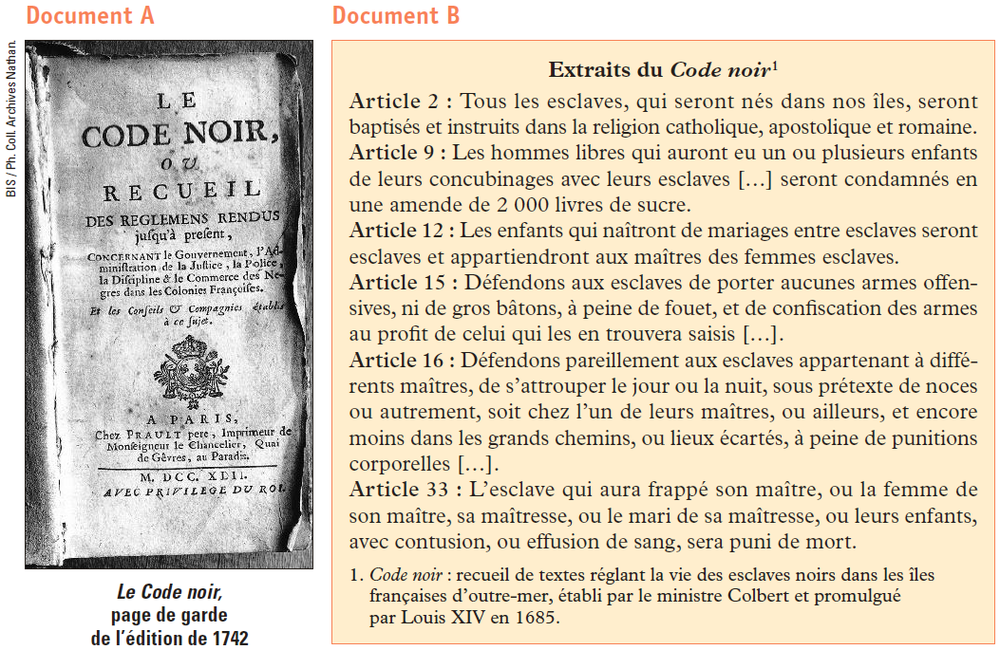 Document A
BIS / Ph. Coll. Archives Nathan.
LE
CODE NOIR,
OU
RECUEIL
DES REGLEMENS RENDUS
jusqu'à present,
CONCERNANT le Gouvernement, l'Ad-
ministration de la Justice, la Police,
la Discipline & le Commerce des Ne-
gres dans les Colonies Françoises.
Et les Conseils & Compagnies établis
à ce sujet.
A PARIS,
Chez PRAULT pere, Imprimeur de
Monseigneur le Chancelier, Quai
de Gêvres, au Paradis.
M. DCC. XLII.
AVEC PRIVILEGE DU ROI.
Le Code noir,
page de garde
de l'édition de 1742
Document B
Extraits du Code noir¹
Article 2 : Tous les esclaves, qui seront nés dans nos îles, seront
baptisés et instruits dans la religion catholique, apostolique et romaine.
Article 9 : Les hommes libres qui auront eu un ou plusieurs enfants
de leurs concubinages avec leurs esclaves […] seront condamnés en
une amende de 2 000 livres de sucre.
Article 12 : Les enfants qui naîtront de mariages entre esclaves seront
esclaves et appartiendront aux maîtres des femmes esclaves.
Article 15 : Défendons aux esclaves de porter aucunes armes offen-
sives, ni de gros bâtons, à peine de fouet, et de confiscation des armes
au profit de celui qui les en trouvera saisis […].
Article 16 : Défendons pareillement aux esclaves appartenant à diffé-
rents maîtres, de s'attrouper le jour ou la nuit, sous prétexte de noces
ou autrement, soit chez l'un de leurs maîtres, ou ailleurs, et encore
moins dans les grands chemins, ou lieux écartés, à peine de punitions
corporelles […].
Article 33 : L'esclave qui aura frappé son maître, ou la femme de
son maître, sa maîtresse, ou le mari de sa maîtresse, ou leurs enfants,
avec contusion, ou effusion de sang, sera puni de mort.
1. Code noir : recueil de textes réglant la vie des esclaves noirs dans les îles
françaises d'outre-mer, établi par le ministre Colbert et promulgué
par Louis XIV en 1685.